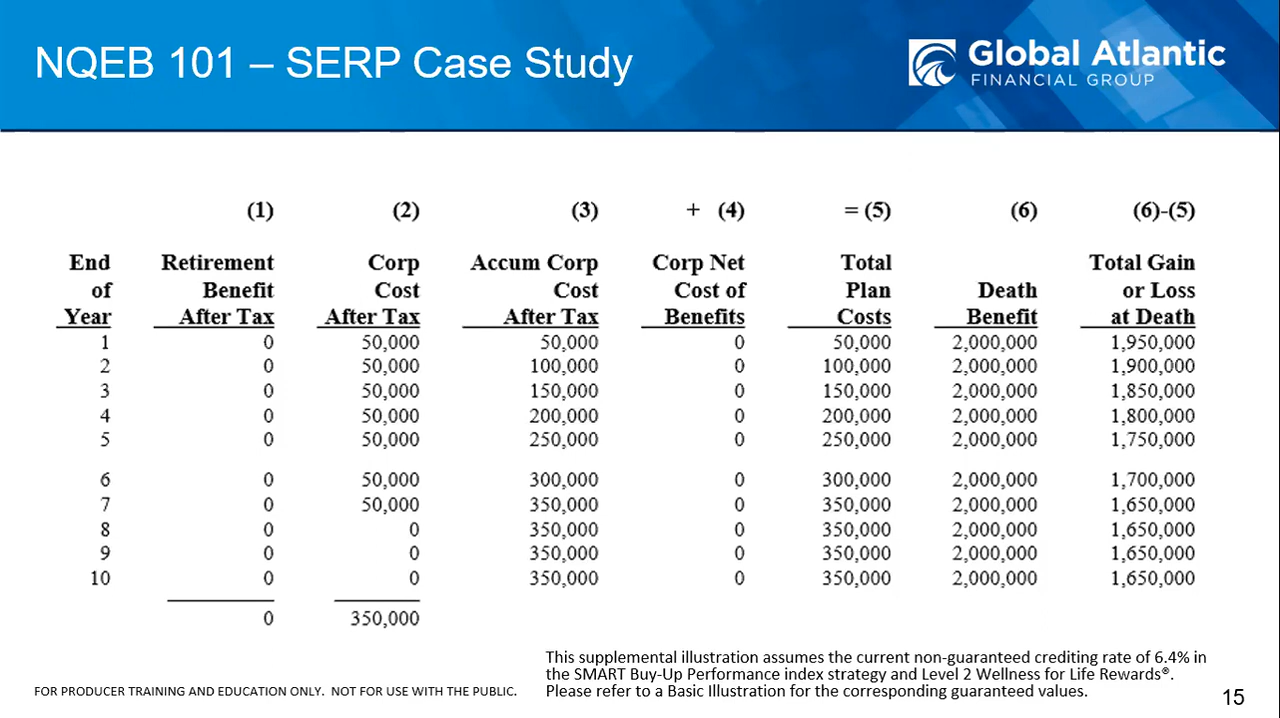 NQEB 101 – SERP Case Study
Global Atlantic
FINANCIAL GROUP
(1) (2) (3) + (4) = (5) (6) (6)-(5)
End Retirement Corp Accum Corp Corp Net Total Total Gain
of Benefit Cost Cost Cost of Plan Death or Loss
Year After Tax After Tax After Tax Benefits Costs Benefit at Death
1 0 50,000 50,000 0 50,000 2,000,000 1,950,000
2 0 50,000 100,000 0 100,000 2,000,000 1,900,000
3 0 50,000 150,000 0 150,000 2,000,000 1,850,000
4 0 50,000 200,000 0 200,000 2,000,000 1,800,000
5 0 50,000 250,000 0 250,000 2,000,000 1,750,000
6 0 50,000 300,000 0 300,000 2,000,000 1,700,000
7 0 50,000 350,000 0 350,000 2,000,000 1,650,000
8 0 0 350,000 0 350,000 2,000,000 1,650,000
9 0 0 350,000 0 350,000 2,000,000 1,650,000
10 0 0 350,000 0 350,000 2,000,000 1,650,000
0 350,000
This supplemental illustration assumes the current non-guaranteed crediting rate of 6.4% in
the SMART Buy-Up Performance index strategy and Level 2 Wellness for Life Rewards®.
Please refer to a Basic Illustration for the corresponding guaranteed values.
FOR PRODUCER TRAINING AND EDUCATION ONLY. NOT FOR USE WITH THE PUBLIC.
15